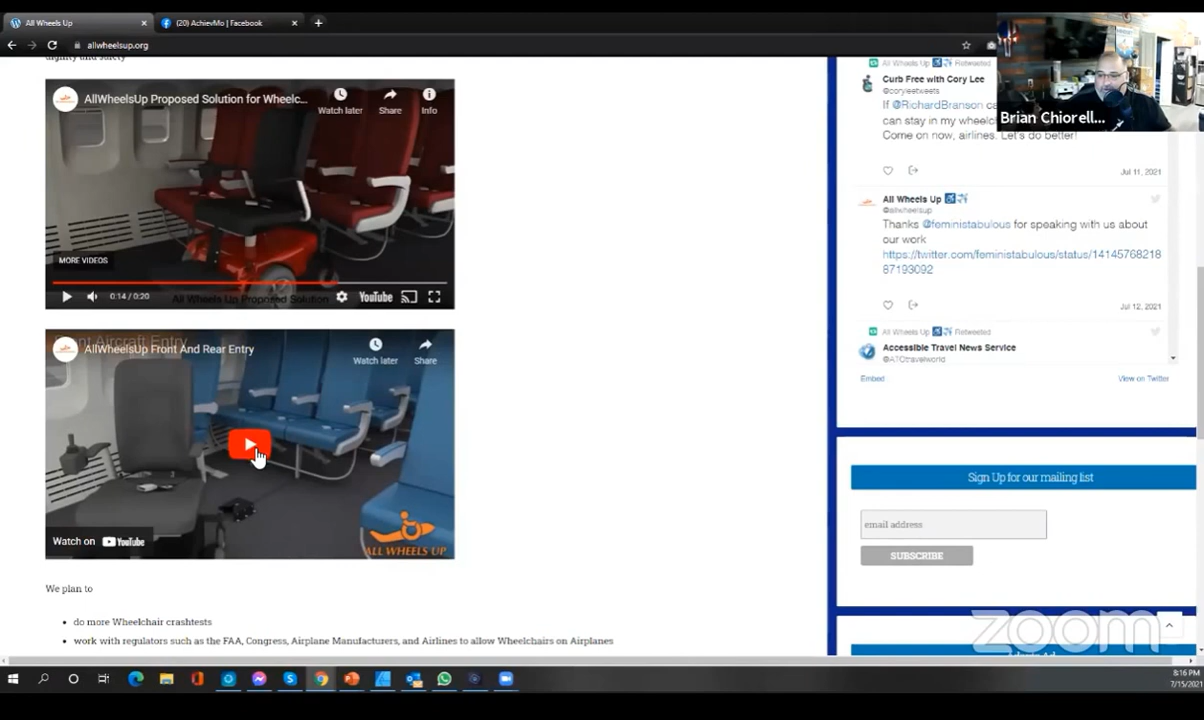 All Wheels Up
(20) AchievMo | Facebook
allwheelsup.org
dignity and safety
AllWheelsUp Proposed Solution for Wheelc...
Watch later
Share
Info
MORE VIDEOS
0:14 / 0:20
All Wheels Up Proposed Solution
YouTube
Aircraft Entry
AllWheelsUp Front And Rear Entry
Watch later
Share
Watch on YouTube
ALL WHEELS UP
We plan to
• do more Wheelchair crashtests
• work with regulators such as the FAA, Congress, Airplane Manufacturers, and Airlines to allow Wheelchairs on Airplanes
All Wheels Up Retweeted
Curb Free with Cory Lee
@coryleetweets
If @RichardBranson
can stay in my wheelc
Come on now, airlines. Let's do better!
Jul 11, 2021
All Wheels Up
@allwheelsup
Thanks @feministabulous for speaking with us about
our work
https://twitter.com/feministabulous/status/14145768218
87193092
Jul 12, 2021
All Wheels Up Retweeted
Accessible Travel News Service
@ATCtravelworld
Embed
View on Twitter
Sign Up for our mailing list
email address
SUBSCRIBE
Brian Chiorell...
zoom
8:16 PM
7/15/2021